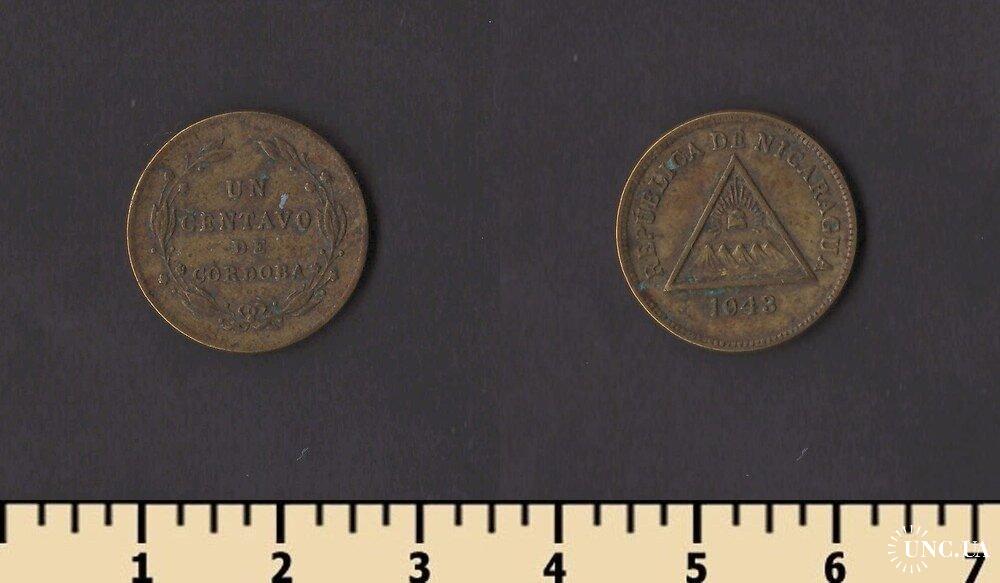 UN
CENTAVO
DE
CORDOBA
REPUBLICA DE NICARAGUA
1943
1 2 3 4 5 6 7
UNC.UA